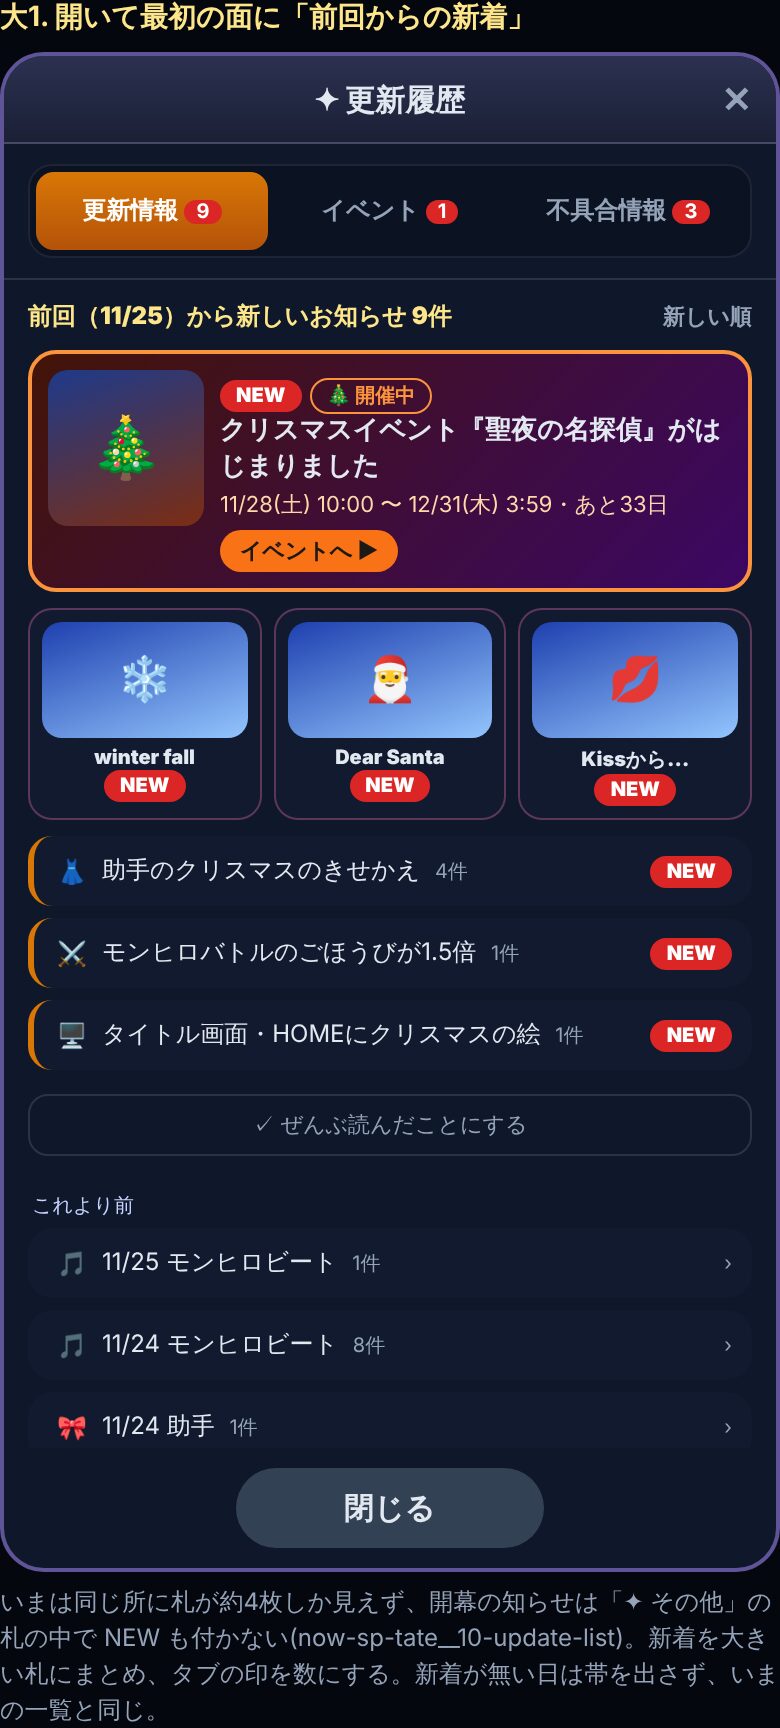 大1. 開いて最初の面に「前回からの新着」
✦ 更新履歴 ✕
更新情報 9 イベント 1 不具合情報 3
前回（11/25）から新しいお知らせ 9件 新しい順
NEW 🎄 開催中
クリスマスイベント『聖夜の名探偵』がは
じまりました
11/28(土) 10:00 〜 12/31(木) 3:59・あと33日
イベントへ ▶
winter fall Dear Santa Kissから…
NEW NEW NEW
助手のクリスマスのきせかえ 4件 NEW
モンヒロバトルのごほうびが1.5倍 1件 NEW
タイトル画面・HOMEにクリスマスの絵 1件 NEW
✓ ぜんぶ読んだことにする
これより前
11/25 モンヒロビート 1件 ›
11/24 モンヒロビート 8件 ›
11/24 助手 1件 ›
閉じる
いまは同じ所に札が約4枚しか見えず、開幕の知らせは「✦ その他」の
札の中で NEW も付かない(now-sp-tate__10-update-list)。新着を大き
い札にまとめ、タブの印を数にする。新着が無い日は帯を出さず、いま
の一覧と同じ。